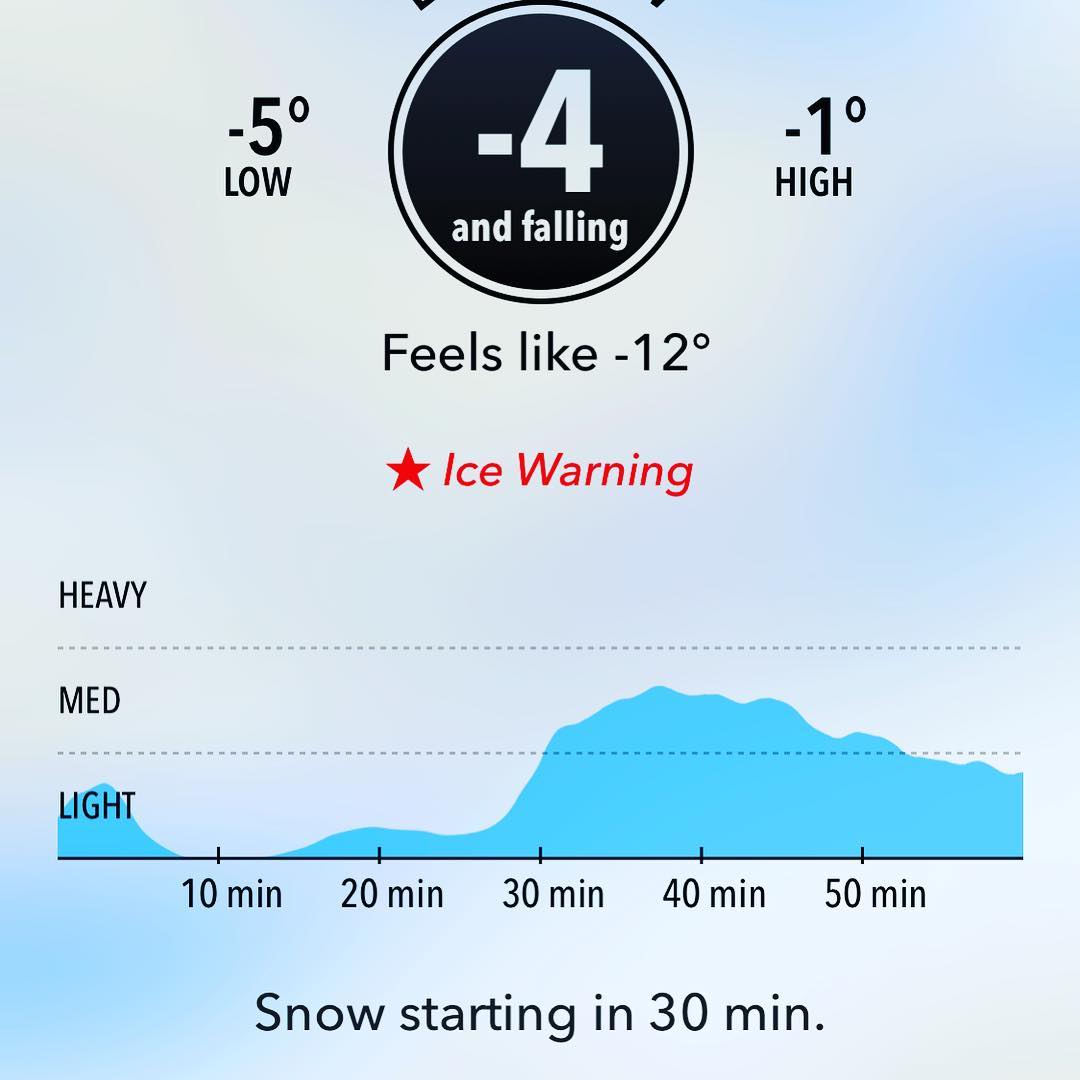 -5°
LOW
-4
and falling
-1°
HIGH
Feels like -12°
★ Ice Warning
HEAVY
MED
LIGHT
10 min 20 min 30 min 40 min 50 min
Snow starting in 30 min.